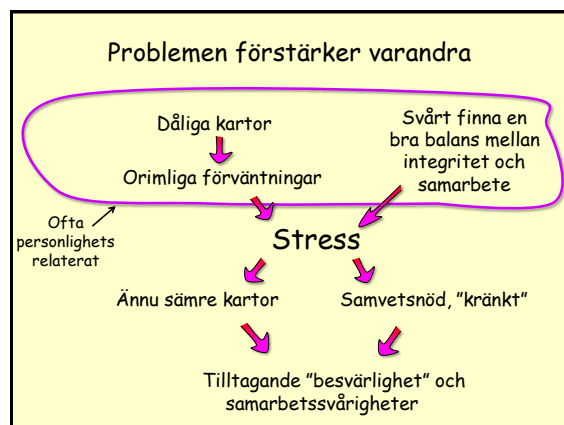 Problemen förstärker varandra
Dåliga kartor
Orimliga förväntningar
Svårt finna en
bra balans mellan
integritet och
samarbete
Ofta
personlighets
relaterat
Stress
Ännu sämre kartor
Samvetsnöd, ”kränkt”
Tilltagande ”besvärlighet” och
samarbetssvårigheter